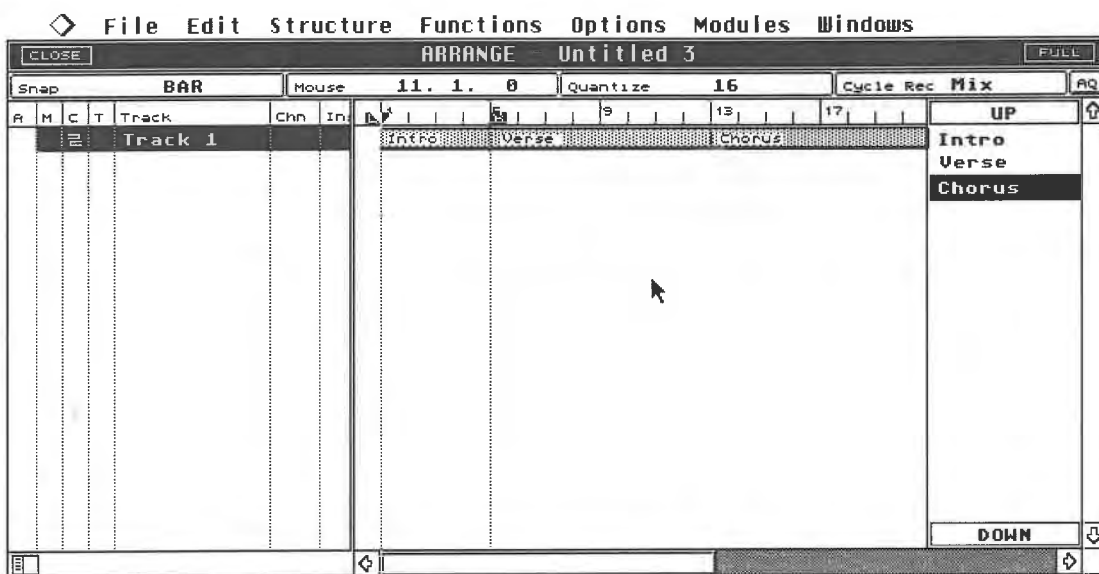 File Edit Structure Functions Options Modules Windows
CLOSE ARRANGE - Untitled 3 FULL
Snap BAR Mouse 11. 1. 0 Quantize 16 Cycle Rec Mix AQ
A M C T Track Chn In 1 5 9 13 17 UP
Track 1 Intro Verse Chorus Intro
Verse
Chorus
DOWN